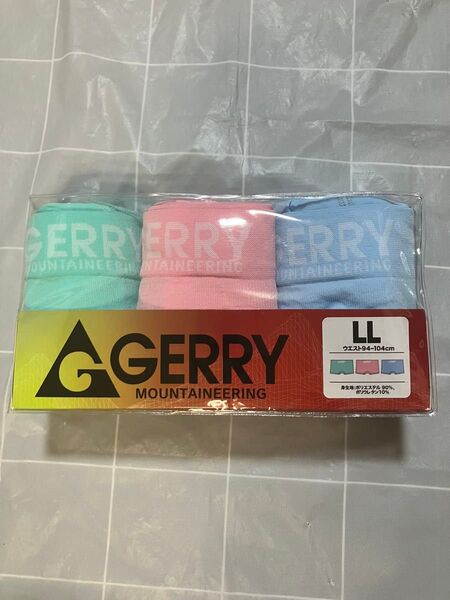 GERRY
MOUNTAINEERING
GERRY
MOUNTAINEERING
GERRY
MOUNTAINEERING
G GERRY
MOUNTAINEERING
LL
ウエスト94-104cm
身生地:ポリエステル 90%,
ポリウレタン10%